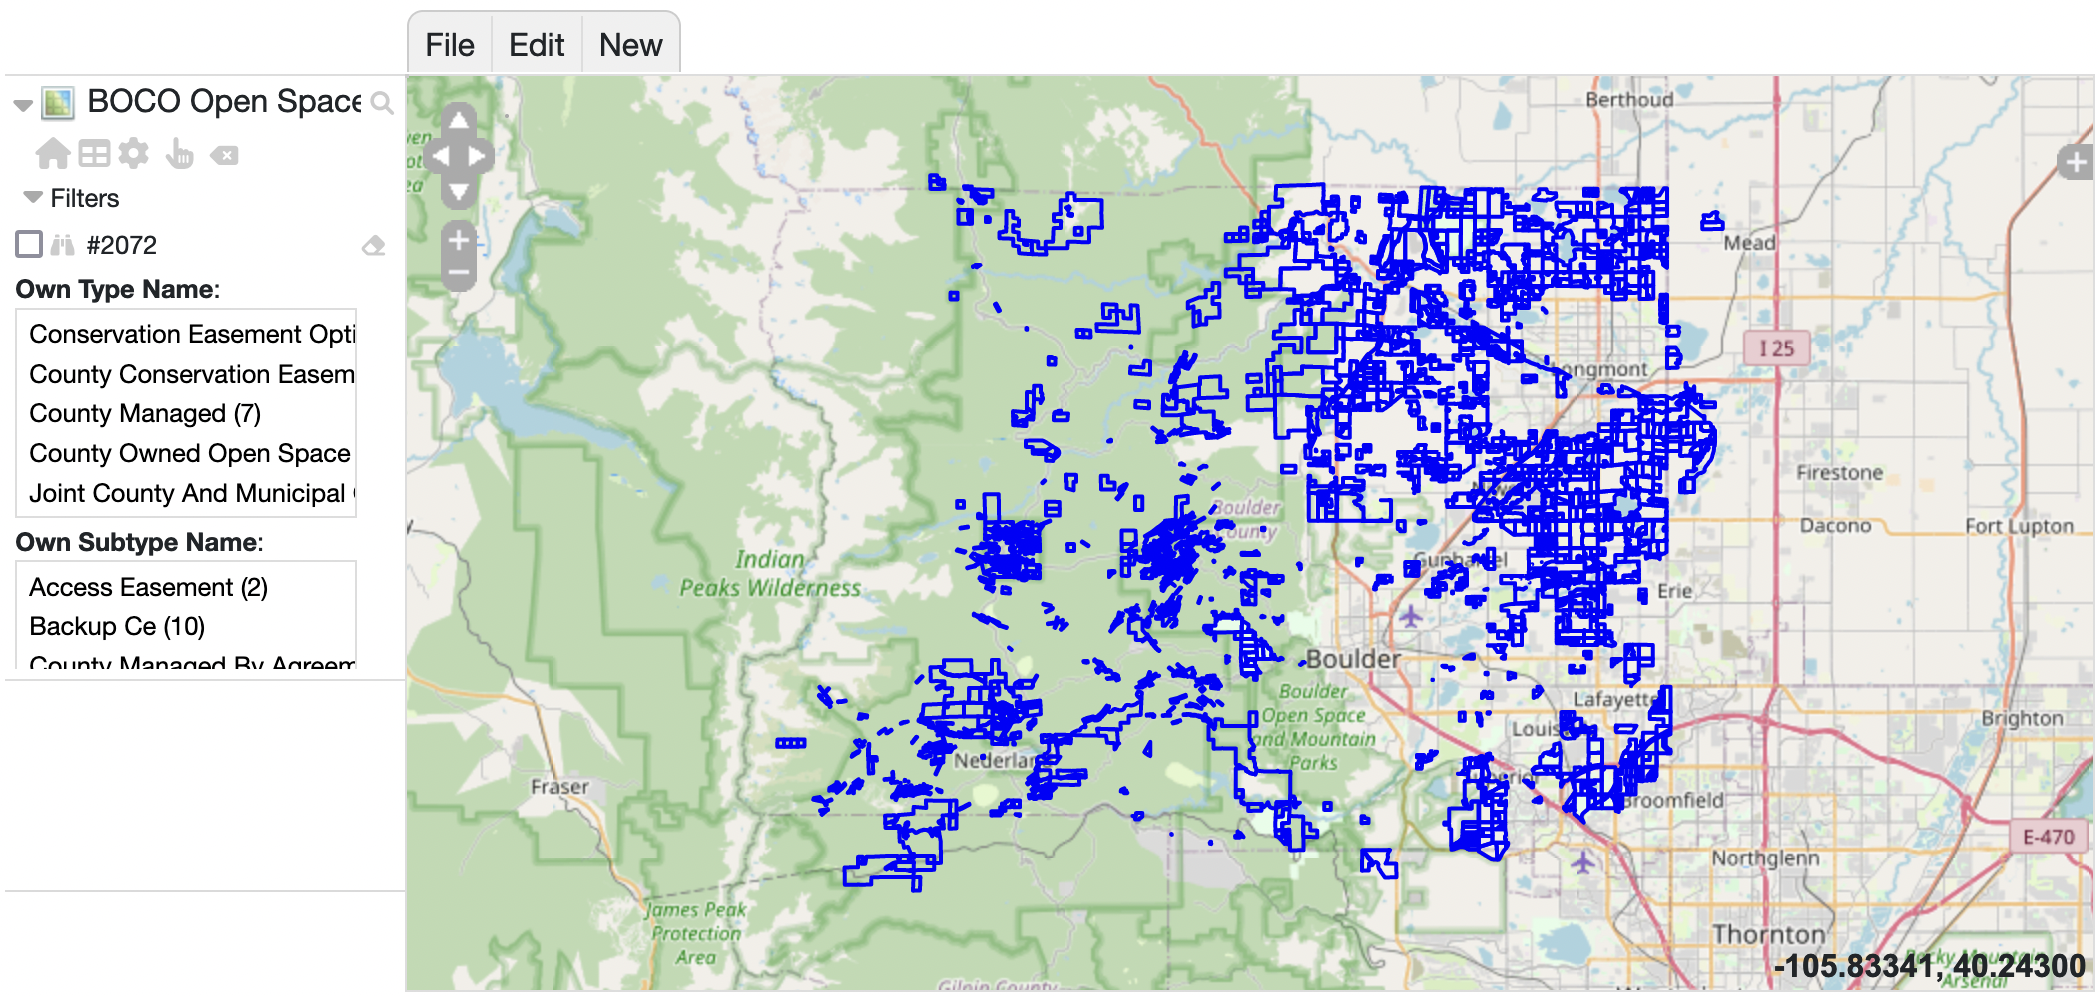 File Edit New
BOCO Open Space
Filters
#2072
Own Type Name:
Conservation Easement Opti
County Conservation Easem
County Managed (7)
County Owned Open Space
Joint County And Municipal
Own Subtype Name:
Access Easement (2)
Backup Ce (10)
County Managed By Agreem
Berthoud
Mead
I 25
ongmont
Firestone
Dacono
Fort Lupton
Boulder
County
Indian
Peaks Wilderness
Erie
Boulder
Boulder
Open Space
and Mountain
Parks
Lafayette
Louis
Brighton
Nederlan
Fraser
Broomfield
E-470
Northglenn
James Peak
Protection
Area
Thornton
Rocky Mountain
Arsenal
-105.83341, 40.24300
Gilpin County